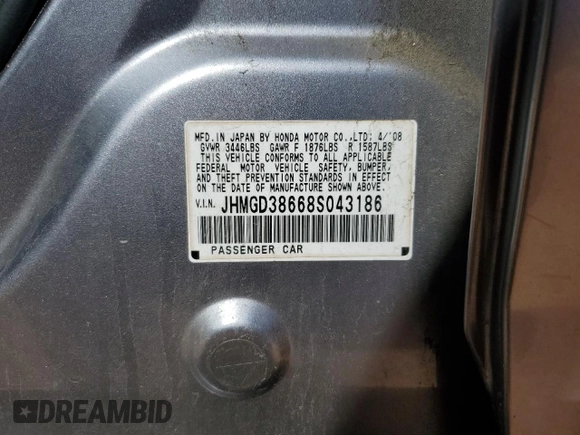 MFD. IN JAPAN BY HONDA MOTOR CO., LTD: 4/'08
GVWR 3446LBS GAWR F 1876LBS R 1587LBS
THIS VEHICLE CONFORMS TO ALL APPLICABLE
FEDERAL MOTOR VEHICLE SAFETY, BUMPER,
AND THEFT PREVENTION STANDARDS IN EFFECT
ON THE DATE OF MANUFACTURE SHOWN ABOVE.
V.I.N. JHMGD38668S043186
PASSENGER CAR
DREAMBID